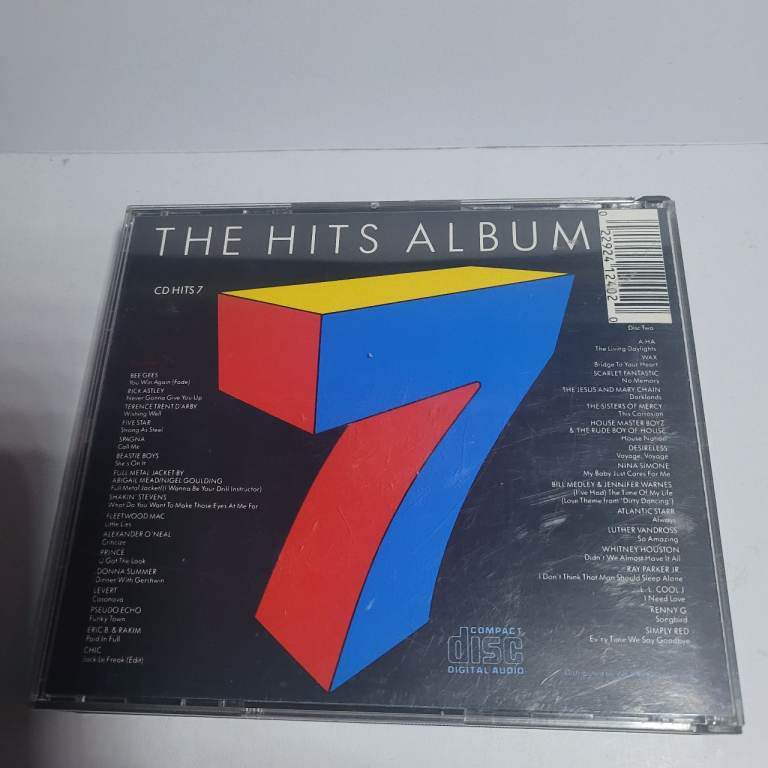 THE HITS ALBUM
CD HITS 7
0 22924 12402 0
BEE GEES
You Win Again (Fade)
RICK ASTLEY
Never Gonna Give You Up
TERENCE TRENT D'ARBY
Wishing Well
FIVE STAR
Strong As Steel
SPAGNA
Call Me
BEASTIE BOYS
She's On It
FULL METAL JACKET BY
ABIGAIL MEAD/NIGEL GOULDING
Full Metal Jacket (I Wanna Be Your Drill Instructor)
SHAKIN' STEVENS
What Do You Want To Make Those Eyes At Me For
FLEETWOOD MAC
Little Lies
ALEXANDER O'NEAL
Criticize
PRINCE
U Got The Look
DONNA SUMMER
Dinner With Gershwin
LEVERT
Casanova
PSEUDO ECHO
Funky Town
ERIC B. & RAKIM
Paid In Full
CHIC
Jack Le Freak (Edit)
Disc Two
A-HA
The Living Daylights
WAX
Bridge To Your Heart
SCARLET FANTASTIC
No Memory
THE JESUS AND MARY CHAIN
Darklands
THE SISTERS OF MERCY
This Corrosion
HOUSE MASTER BOYZ
& THE RUDE BOY OF HOUSE
House Nation
DESIRELESS
Voyage, Voyage
NINA SIMONE
My Baby Just Cares For Me
BILL MEDLEY & JENNIFER WARNES
(I've Had) The Time Of My Life
(Love Theme from "Dirty Dancing")
ATLANTIC STARR
Always
LUTHER VANDROSS
So Amazing
WHITNEY HOUSTON
Didn't We Almost Have It All
RAY PARKER JR.
I Don't Think That Man Should Sleep Alone
L.L. COOL J
I Need Love
KENNY G
Songbird
SIMPLY RED
Ev'ry Time We Say Goodbye
COMPACT
disc
DIGITAL AUDIO